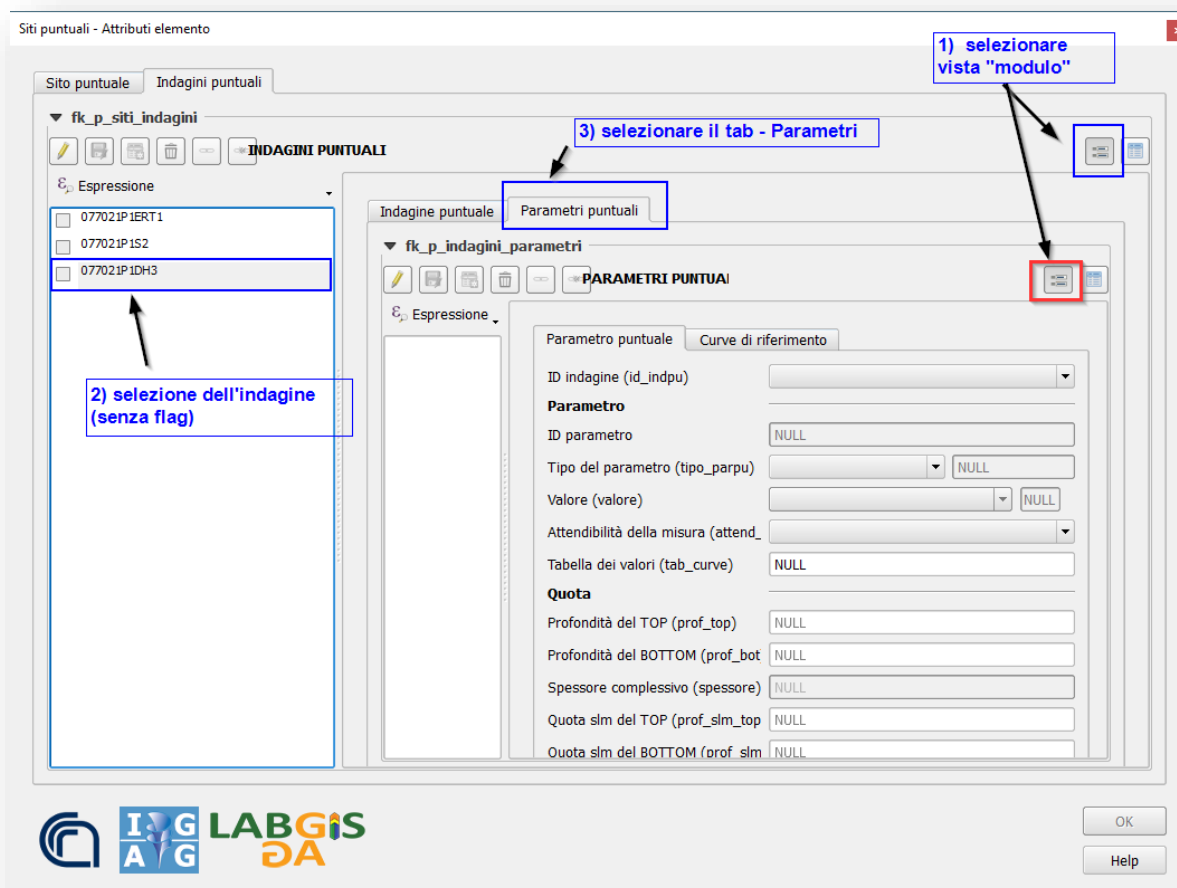 Siti puntuali - Attributi elemento
1) selezionare
vista "modulo"
Sito puntuale
Indagini puntuali
fk_p_siti_indagini
3) selezionare il tab - Parametri
INDAGINI PUNTUALI
Espressione
077021P1ERT1
077021P1S2
077021P1DH3
Indagine puntuale
Parametri puntuali
fk_p_indagini_parametri
PARAMETRI PUNTUAI
Espressione
Parametro puntuale
Curve di riferimento
ID indagine (id_indpu)
Parametro
ID parametro NULL
Tipo del parametro (tipo_parpu) NULL
Valore (valore) NULL
Attendibilità della misura (attend_
Tabella dei valori (tab_curve) NULL
Quota
Profondità del TOP (prof_top) NULL
Profondità del BOTTOM (prof_bot NULL
Spessore complessivo (spessore) NULL
Quota slm del TOP (prof_slm_top NULL
Quota slm del BOTTOM (prof_slm NULL
2) selezione dell'indagine
(senza flag)
IGAG
LABGIS
GA
OK
Help